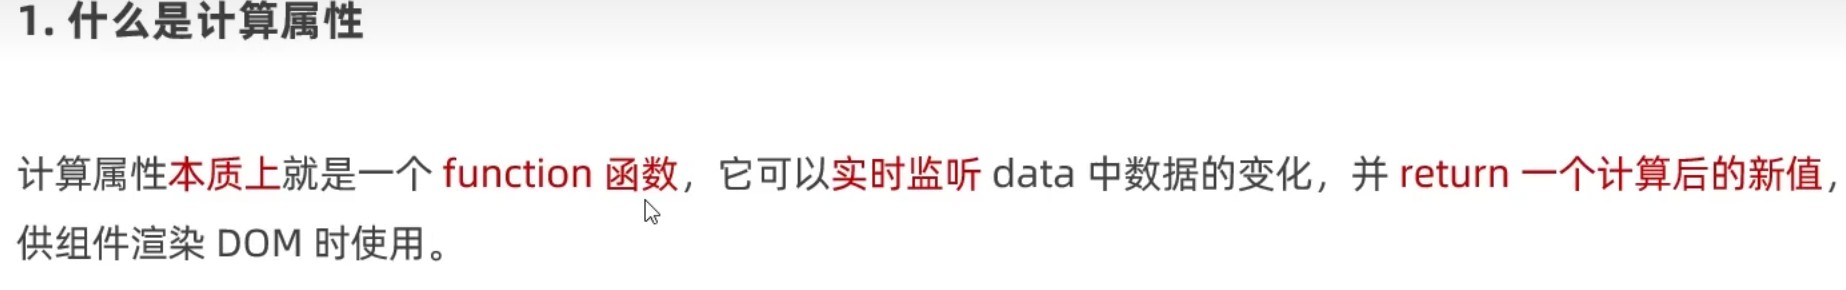 1. 什么是计算属性
计算属性本质上就是一个 function 函数，它可以实时监听 data 中数据的变化，并 return 一个计算后的新值，
供组件渲染 DOM 时使用。